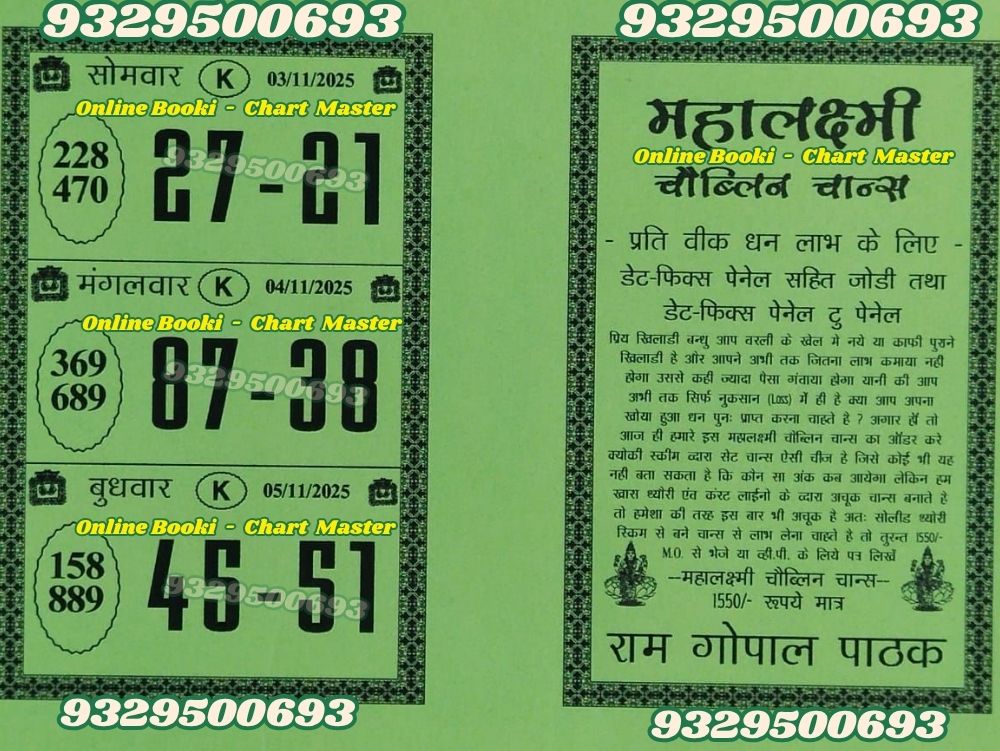 9329500693
9329500693
सोमवार K 03/11/2025
Online Booki - Chart Master
228
470
27-21
9329500693
मंगलवार K 04/11/2025
Online Booki - Chart Master
369
689
87-38
9329500693
बुधवार K 05/11/2025
Online Booki - Chart Master
158
889
45-51
9329500693
9329500693
महालक्ष्मी
Online Booki - Chart Master
चौब्लिन चान्स
- प्रति वीक धन लाभ के लिए -
डेट-फिक्स पेनेल सहित जोडी तथा
डेट-फिक्स पेनेल टु पेनेल
प्रिय खिलाडी बन्धु आप वरली के खेल मे नये या काफी पुराने
खिलाडी है और आपने अभी तक जितना लाभ कमाया नही
होगा उससे कही ज्यादा पैसा गंवाया होगा यानी की आप
अभी तक सिर्फ नुकसान (Loss) में ही है क्या आप अपना
खोया हुआ धन पुनः प्राप्त करना चाहते है ? अगार हाँ तो
आज ही हमारे इस महालक्ष्मी चौब्लिन चान्स का ऑडर करे
क्योकी स्कीम व्दारा सेट चान्स ऐसी चीज है जिसे कोई भी यह
नही बता सकता है कि कोन सा अंक कब आयेगा लेकिन हम
खास थ्योरी एंव करंट लाईनो के व्दारा अचूक चान्स बनाते है
तो हमेशा की तरह इस बार भी अचूक है अतः सोलीड थ्योरी
स्किम से बने चान्स से लाभ लेना चाहते है तो तुरन्त 1550/-
M.O. से भेजे या व्ही.पी. के लिये पत्र लिखें
--महालक्ष्मी चौब्लिन चान्स--
1550/- रूपये मात्र
राम गोपाल पाठक
9329500693